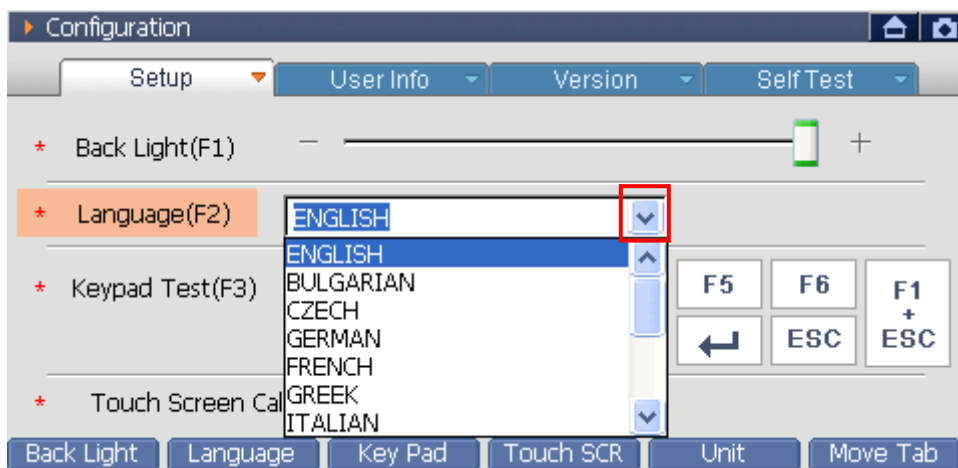 Configuration
Setup User Info Version Self Test
* Back Light(F1) - +
* Language(F2) ENGLISH
ENGLISH
BULGARIAN
CZECH
GERMAN
FRENCH
GREEK
ITALIAN
* Keypad Test(F3) F5 F6 F1 + ESC
ESC
* Touch Screen Cal
Back Light Language Key Pad Touch SCR Unit Move Tab